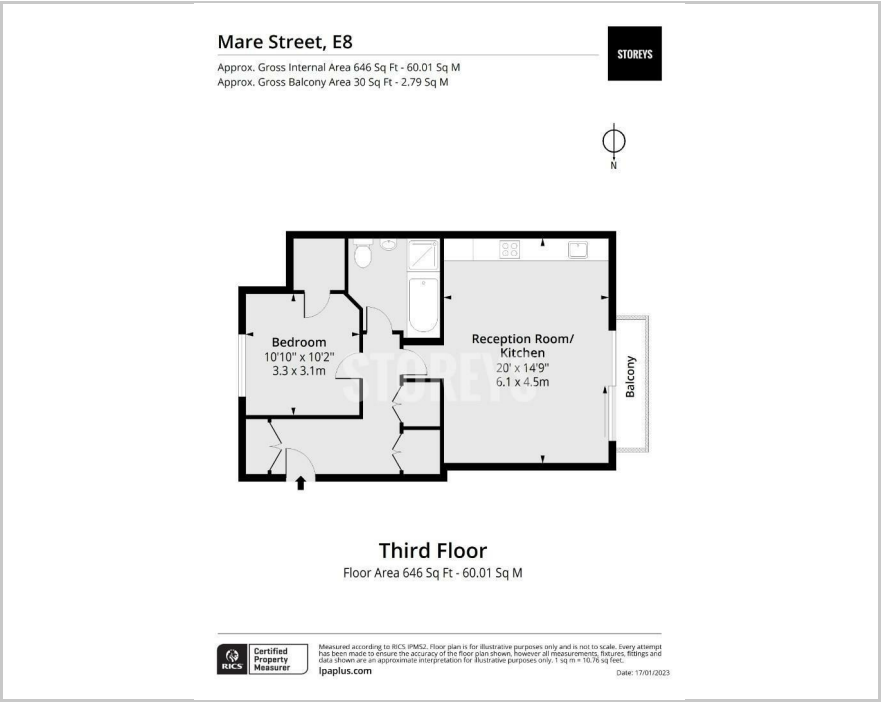 Mare Street, E8
Approx. Gross Internal Area 646 Sq Ft - 60.01 Sq M
Approx. Gross Balcony Area 30 Sq Ft - 2.79 Sq M
STOREYS
N
Bedroom
10'10" x 10'2"
3.3 x 3.1m
Reception Room/
Kitchen
20' x 14'9"
6.1 x 4.5m
Balcony
STOREYS
Third Floor
Floor Area 646 Sq Ft - 60.01 Sq M
RICS
Certified
Property
Measurer
Measured according to RICS IPMS2. Floor plan is for illustrative purposes only and is not to scale. Every attempt
has been made to ensure the accuracy of the floor plan shown, however all measurements, fixtures, fittings and
data shown are an approximate interpretation for illustrative purposes only. 1 sq m = 10.76 sq feet.
lpaplus.com
Date: 17/01/2023